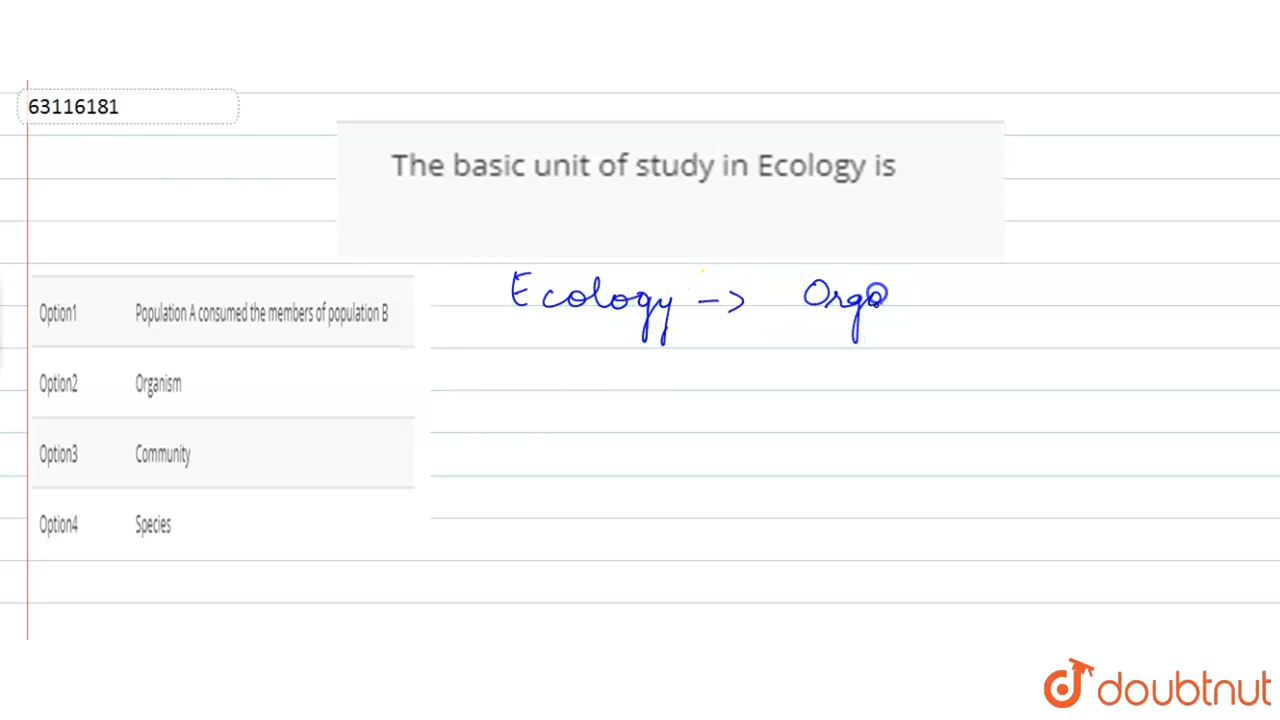 63116181
The basic unit of study in Ecology is
Ecology -> Orga
Option1 Population A consumed the members of population B
Option2 Organism
Option3 Community
Option4 Species
doubtnut